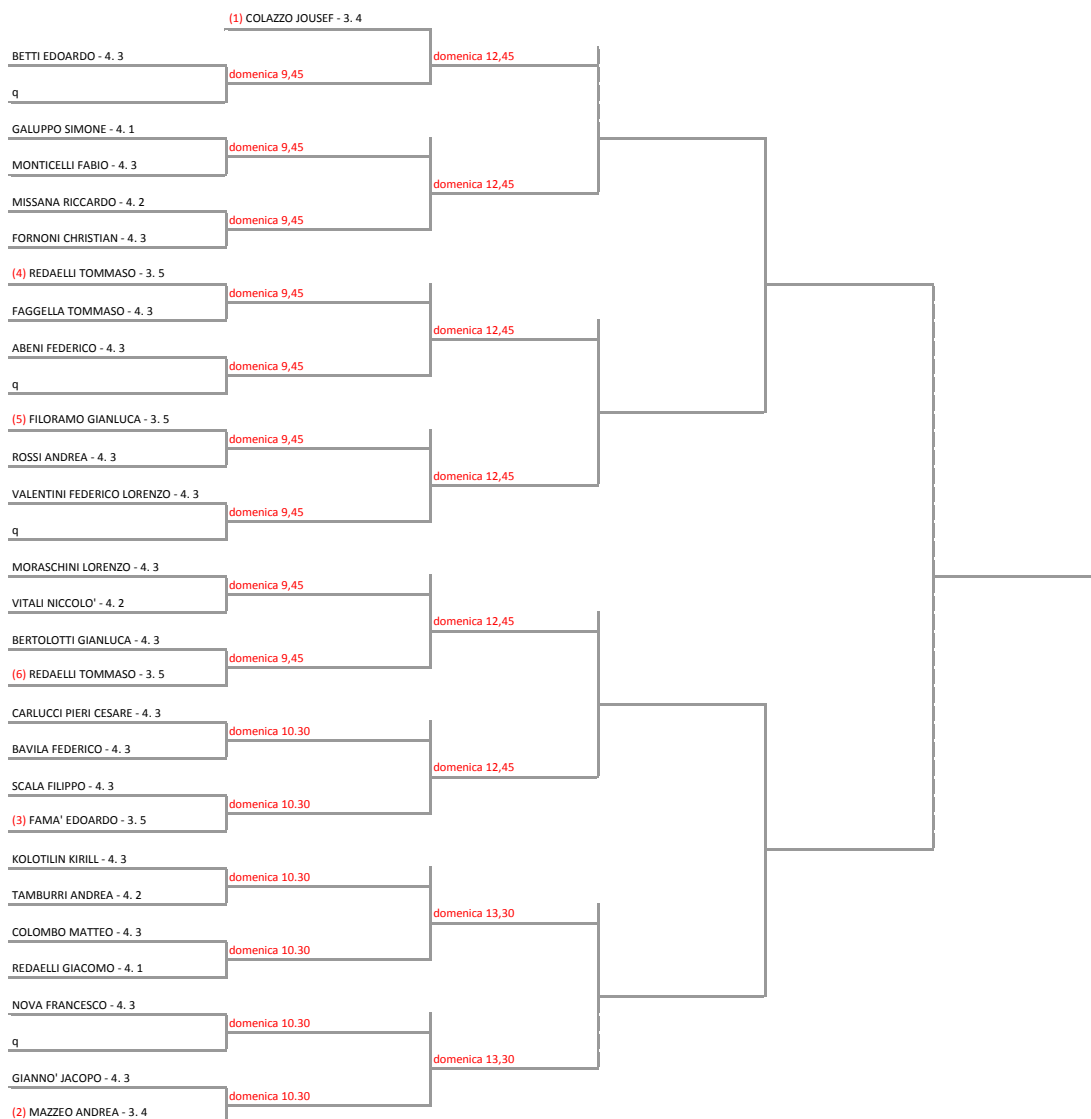 (1) COLAZZO JOUSEF - 3. 4
BETTI EDOARDO - 4. 3
domenica 12,45
domenica 9,45
q
GALUPPO SIMONE - 4. 1
domenica 9,45
MONTICELLI FABIO - 4. 3
domenica 12,45
MISSANA RICCARDO - 4. 2
domenica 9,45
FORNONI CHRISTIAN - 4. 3
(4) REDAELLI TOMMASO - 3. 5
domenica 9,45
FAGGELLA TOMMASO - 4. 3
domenica 12,45
ABENI FEDERICO - 4. 3
domenica 9,45
q
(5) FILORAMO GIANLUCA - 3. 5
domenica 9,45
ROSSI ANDREA - 4. 3
domenica 12,45
VALENTINI FEDERICO LORENZO - 4. 3
domenica 9,45
q
MORASCHINI LORENZO - 4. 3
domenica 9,45
VITALI NICCOLO' - 4. 2
domenica 12,45
BERTOLOTTI GIANLUCA - 4. 3
domenica 9,45
(6) REDAELLI TOMMASO - 3. 5
CARLUCCI PIERI CESARE - 4. 3
domenica 10.30
BAVILA FEDERICO - 4. 3
domenica 12,45
SCALA FILIPPO - 4. 3
domenica 10.30
(3) FAMA' EDOARDO - 3. 5
KOLOTILIN KIRILL - 4. 3
domenica 10.30
TAMBURRI ANDREA - 4. 2
domenica 13,30
COLOMBO MATTEO - 4. 3
domenica 10.30
REDAELLI GIACOMO - 4. 1
NOVA FRANCESCO - 4. 3
domenica 10.30
q
domenica 13,30
GIANNO' JACOPO - 4. 3
domenica 10.30
(2) MAZZEO ANDREA - 3. 4